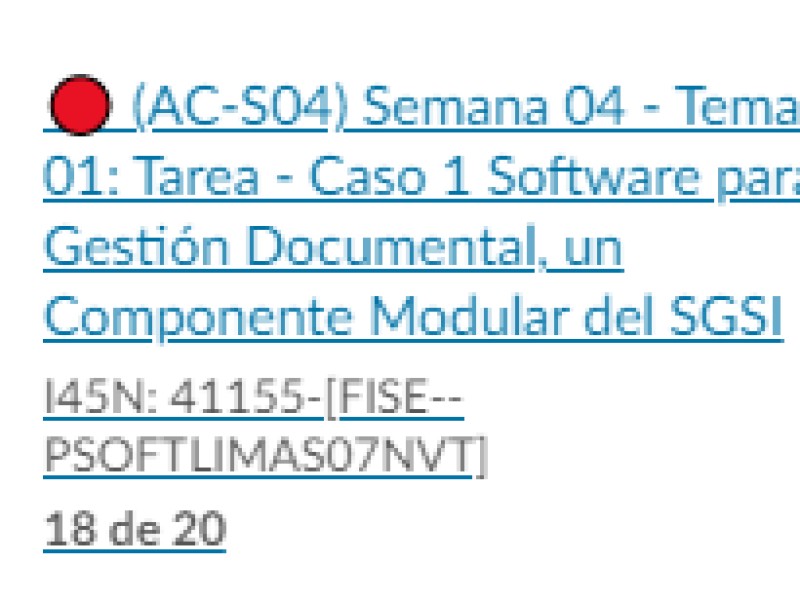 (AC-S04) Semana 04 - Tema
01: Tarea - Caso 1 Software para
Gestión Documental, un
Componente Modular del SGSI
I45N: 41155-[FISE--
PSOFTLIMAS07NVT]
18 de 20